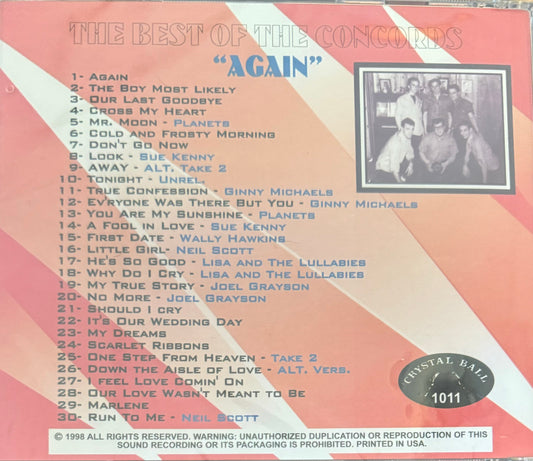 THE BEST OF THE CONCORDS
"AGAIN"
1- AGAIN
2- THE BOY MOST LIKELY
3- OUR LAST GOODBYE
4- CROSS MY HEART
5- MR. MOON - PLANETS
6- COLD AND FROSTY MORNING
7- DON'T GO NOW
8- LOOK - SUE KENNY
9- AWAY - ALT. TAKE 2
10- TONIGHT - UNREL.
11- TRUE CONFESSION - GINNY MICHAELS
12- EV'RYONE WAS THERE BUT YOU - GINNY MICHAELS
13- YOU ARE MY SUNSHINE - PLANETS
14- A FOOL IN LOVE - SUE KENNY
15- FIRST DATE - WALLY HAWKINS
16- LITTLE GIRL- NEIL SCOTT
17- HE'S SO GOOD - LISA AND THE LULLABIES
18- WHY DO I CRY - LISA AND THE LULLABIES
19- MY TRUE STORY - JOEL GRAYSON
20- NO MORE - JOEL GRAYSON
21- SHOULD I CRY
22- IT'S OUR WEDDING DAY
23- MY DREAMS
24- SCARLET RIBBONS
25- ONE STEP FROM HEAVEN - TAKE 2
26- DOWN THE AISLE OF LOVE - ALT. VERS.
27- I FEEL LOVE COMIN' ON
28- OUR LOVE WASN'T MEANT TO BE
29- MARLENE
30- RUN TO ME - NEIL SCOTT
CRYSTAL BALL
1011
© 1998 ALL RIGHTS RESERVED. WARNING: UNAUTHORIZED DUPLICATION OR REPRODUCTION OF THIS
SOUND RECORDING OR ITS PACKAGING IS PROHIBITED. PRINTED IN USA.